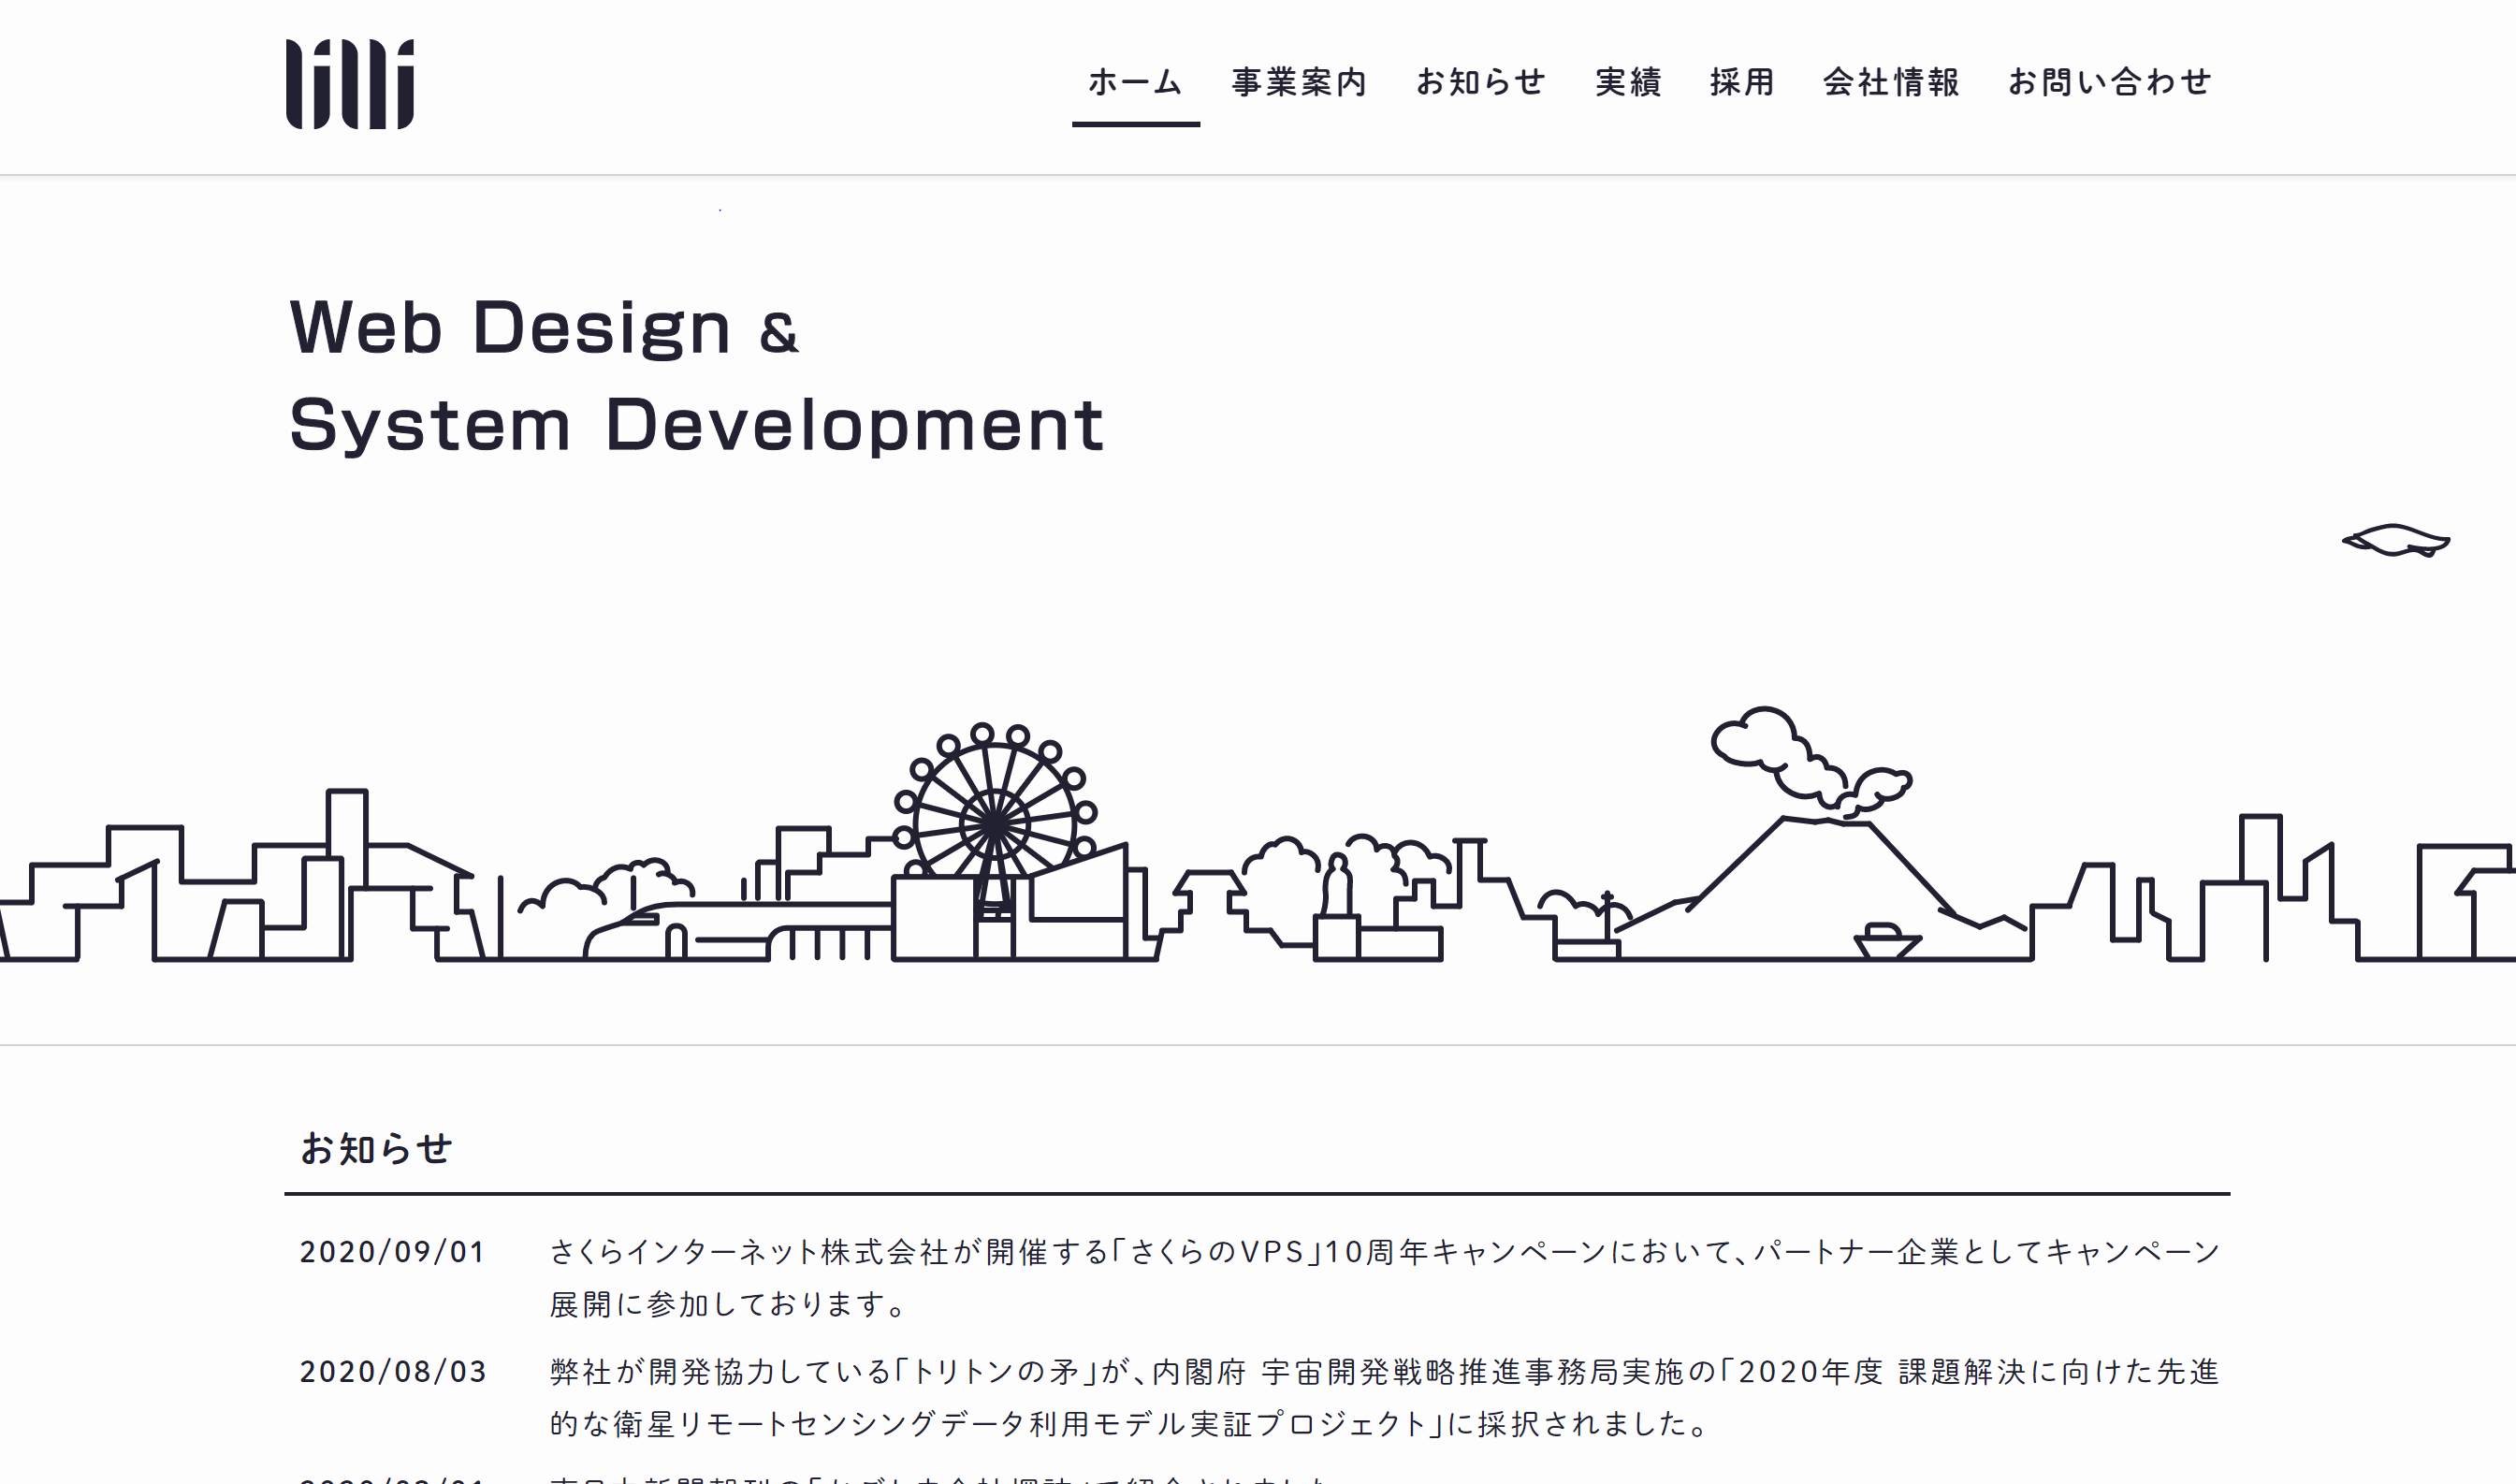 lilli
ホーム 事業案内 お知らせ 実績 採用 会社情報 お問い合わせ
Web Design &
System Development
お知らせ
2020/09/01 さくらインターネット株式会社が開催する「さくらのVPS」10周年キャンペーンにおいて、パートナー企業としてキャンペーン
展開に参加しております。
2020/08/03 弊社が開発協力している「トリトンの矛」が、内閣府 宇宙開発戦略推進事務局実施の「2020年度 課題解決に向けた先進
的な衛星リモートセンシングデータ利用モデル実証プロジェクト」に採択されました。